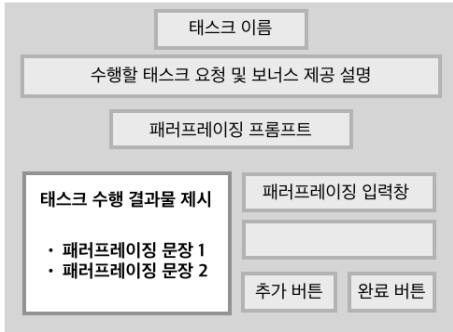 태스크 이름
수행할 태스크 요청 및 보너스 제공 설명
패러프레이징 프롬프트
태스크 수행 결과물 제시
• 패러프레이징 문장 1
• 패러프레이징 문장 2
패러프레이징 입력창
추가 버튼
완료 버튼